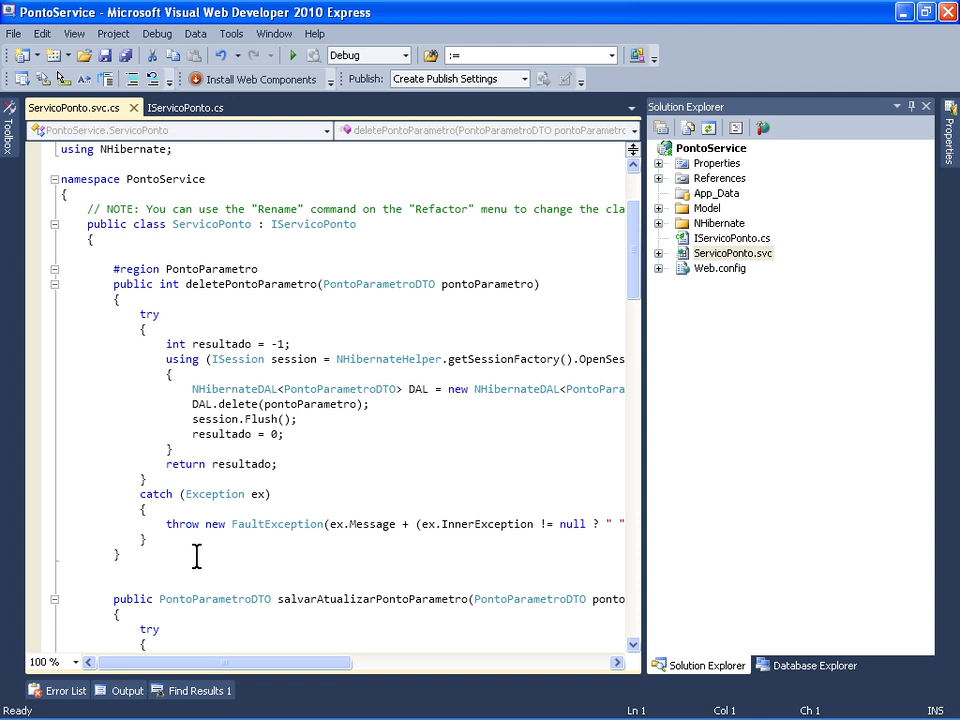 PontoService - Microsoft Visual Web Developer 2010 Express
File Edit View Project Debug Data Tools Window Help
Debug :=
Install Web Components Publish: Create Publish Settings
Toolbox
ServicoPonto.svc.cs IServicoPonto.cs
PontoService.ServicoPonto deletePontoParametro(PontoParametroDTO pontoParametrc
using NHibernate;
namespace PontoService
{
// NOTE: You can use the "Rename" command on the "Refactor" menu to change the cla
public class ServicoPonto : IServicoPonto
{
#region PontoParametro
public int deletePontoParametro(PontoParametroDTO pontoParametro)
{
try
{
int resultado = -1;
using (ISession session = NHibernateHelper.getSessionFactory().OpenSes
{
NHibernateDAL<PontoParametroDTO> DAL = new NHibernateDAL<PontoPara
DAL.delete(pontoParametro);
session.Flush();
resultado = 0;
}
return resultado;
}
catch (Exception ex)
{
throw new FaultException(ex.Message + (ex.InnerException != null ? " "
}
}
public PontoParametroDTO salvarAtualizarPontoParametro(PontoParametroDTO ponto
{
try
{
100 %
Solution Explorer
PontoService
Properties
References
App_Data
Model
NHibernate
IServicoPonto.cs
ServicoPonto.svc
Web.config
Solution Explorer Database Explorer
Properties
Error List Output Find Results 1
Ready Ln 1 Col 1 Ch 1 INS